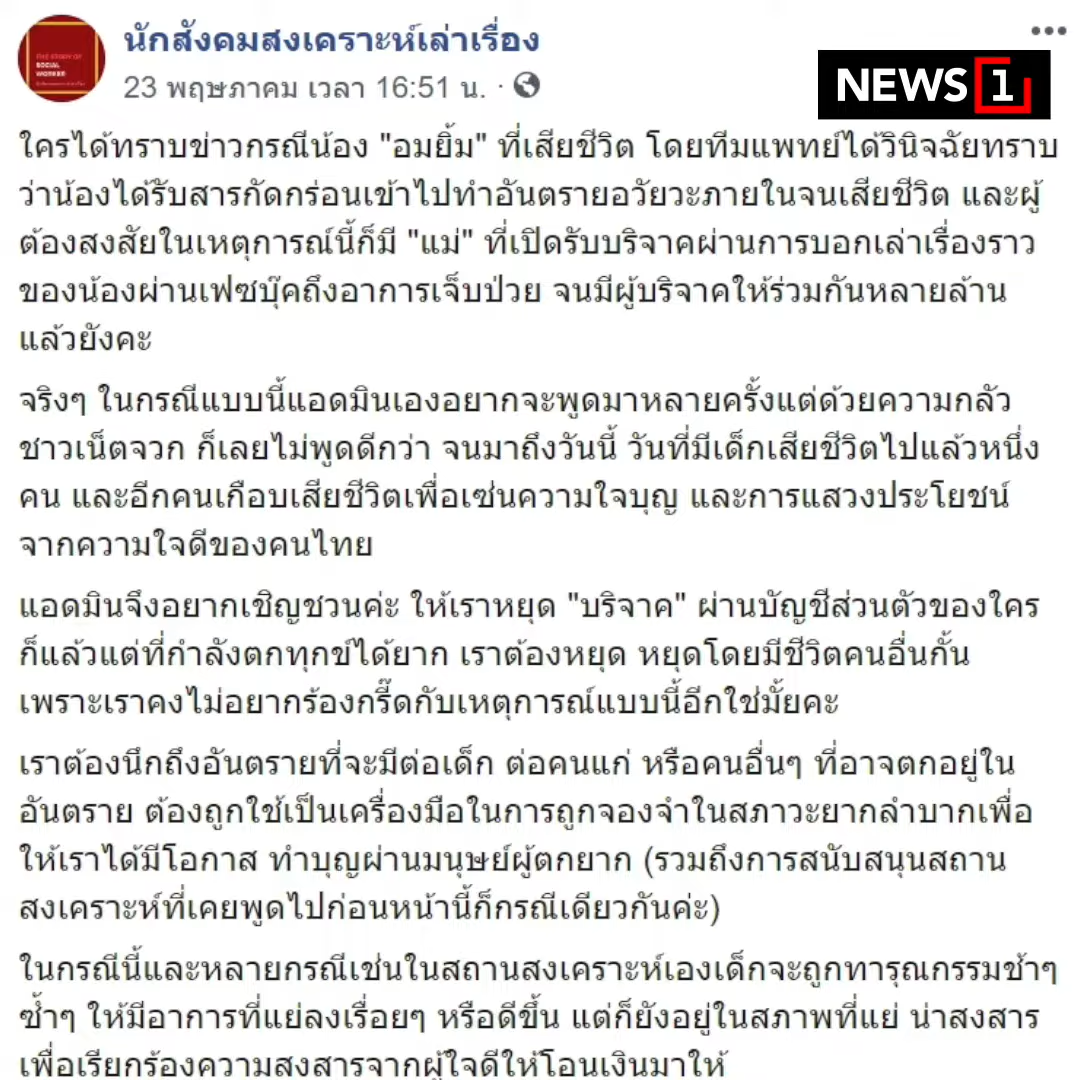 นักสังคมสงเคราะห์เล่าเรื่อง
23 พฤษภาคม เวลา 16:51 น. ·
NEWS 1
THE STORY OF
SOCIAL
WORKER
ใครได้ทราบข่าวกรณีน้อง "อมยิ้ม" ที่เสียชีวิต โดยทีมแพทย์ได้วินิจฉัยทราบ
ว่าน้องได้รับสารกัดกร่อนเข้าไปทำอันตรายอวัยวะภายในจนเสียชีวิต และผู้
ต้องสงสัยในเหตุการณ์นี้ก็มี "แม่" ที่เปิดรับบริจาคผ่านการบอกเล่าเรื่องราว
ของน้องผ่านเฟซบุ๊คถึงอาการเจ็บป่วย จนมีผู้บริจาคให้ร่วมกันหลายล้าน
แล้วยังคะ
จริงๆ ในกรณีแบบนี้แอดมินเองอยากจะพูดมาหลายครั้งแต่ด้วยความกลัว
ชาวเน็ตจวก ก็เลยไม่พูดดีกว่า จนมาถึงวันนี้ วันที่มีเด็กเสียชีวิตไปแล้วหนึ่ง
คน และอีกคนเกือบเสียชีวิตเพื่อเซ่นความใจบุญ และการแสวงประโยชน์
จากความใจดีของคนไทย
แอดมินจึงอยากเชิญชวนค่ะ ให้เราหยุด "บริจาค" ผ่านบัญชีส่วนตัวของใคร
ก็แล้วแต่ที่กำลังตกทุกข์ได้ยาก เราต้องหยุด หยุดโดยมีชีวิตคนอื่นกั้น
เพราะเราคงไม่อยากร้องกรี๊ดกับเหตุการณ์แบบนี้อีกใช่มั้ยคะ
เราต้องนึกถึงอันตรายที่จะมีต่อเด็ก ต่อคนแก่ หรือคนอื่นๆ ที่อาจตกอยู่ใน
อันตราย ต้องถูกใช้เป็นเครื่องมือในการถูกจองจำในสภาวะยากลำบากเพื่อ
ให้เราได้มีโอกาส ทำบุญผ่านมนุษย์ผู้ตกยาก (รวมถึงการสนับสนุนสถาน
สงเคราะห์ที่เคยพูดไปก่อนหน้านี้ก็กรณีเดียวกันค่ะ)
ในกรณีนี้และหลายกรณีเช่นในสถานสงเคราะห์เองเด็กจะถูกทารุณกรรมช้าๆ
ซ้ำๆ ให้มีอาการที่แย่ลงเรื่อยๆ หรือดีขึ้น แต่ก็ยังอยู่ในสภาพที่แย่ น่าสงสาร
เพื่อเรียกร้องความสงสารจากผู้ใจดีให้โอนเงินมาให้